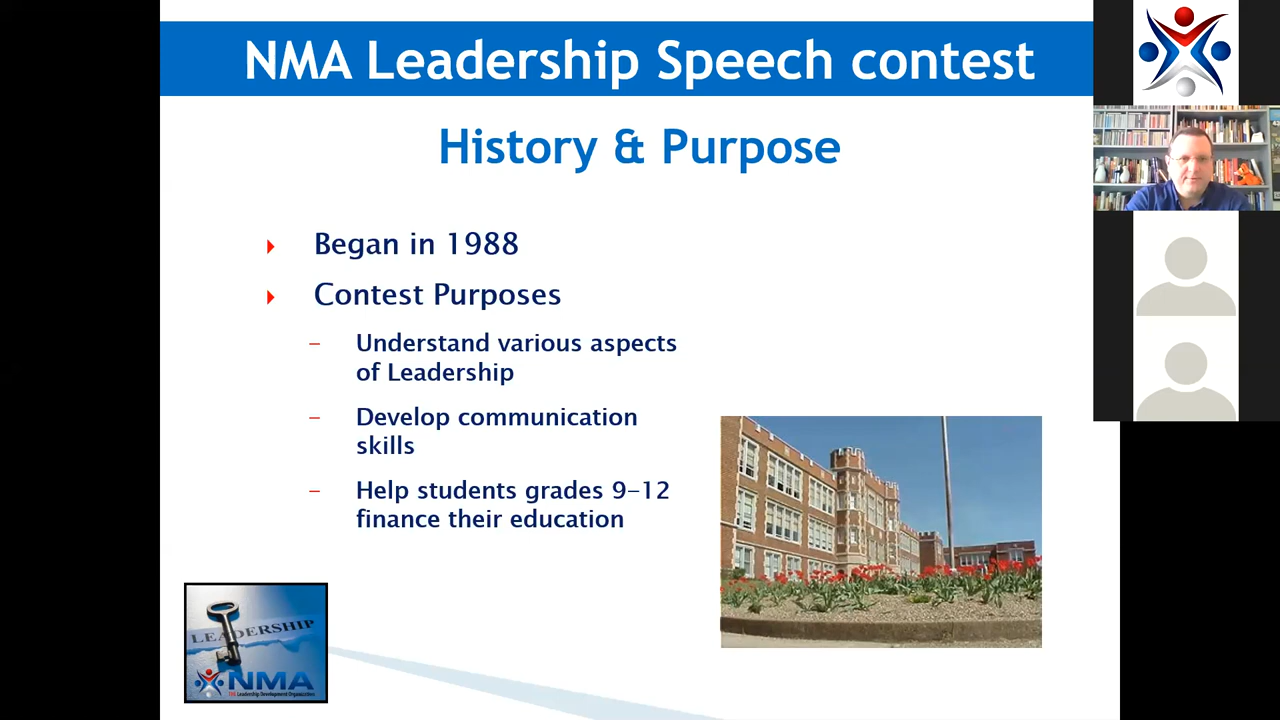 NMA Leadership Speech contest
History & Purpose
Began in 1988
Contest Purposes
– Understand various aspects
of Leadership
– Develop communication
skills
– Help students grades 9–12
finance their education
LEADERSHIP
NMA
THE Leadership Development Organization